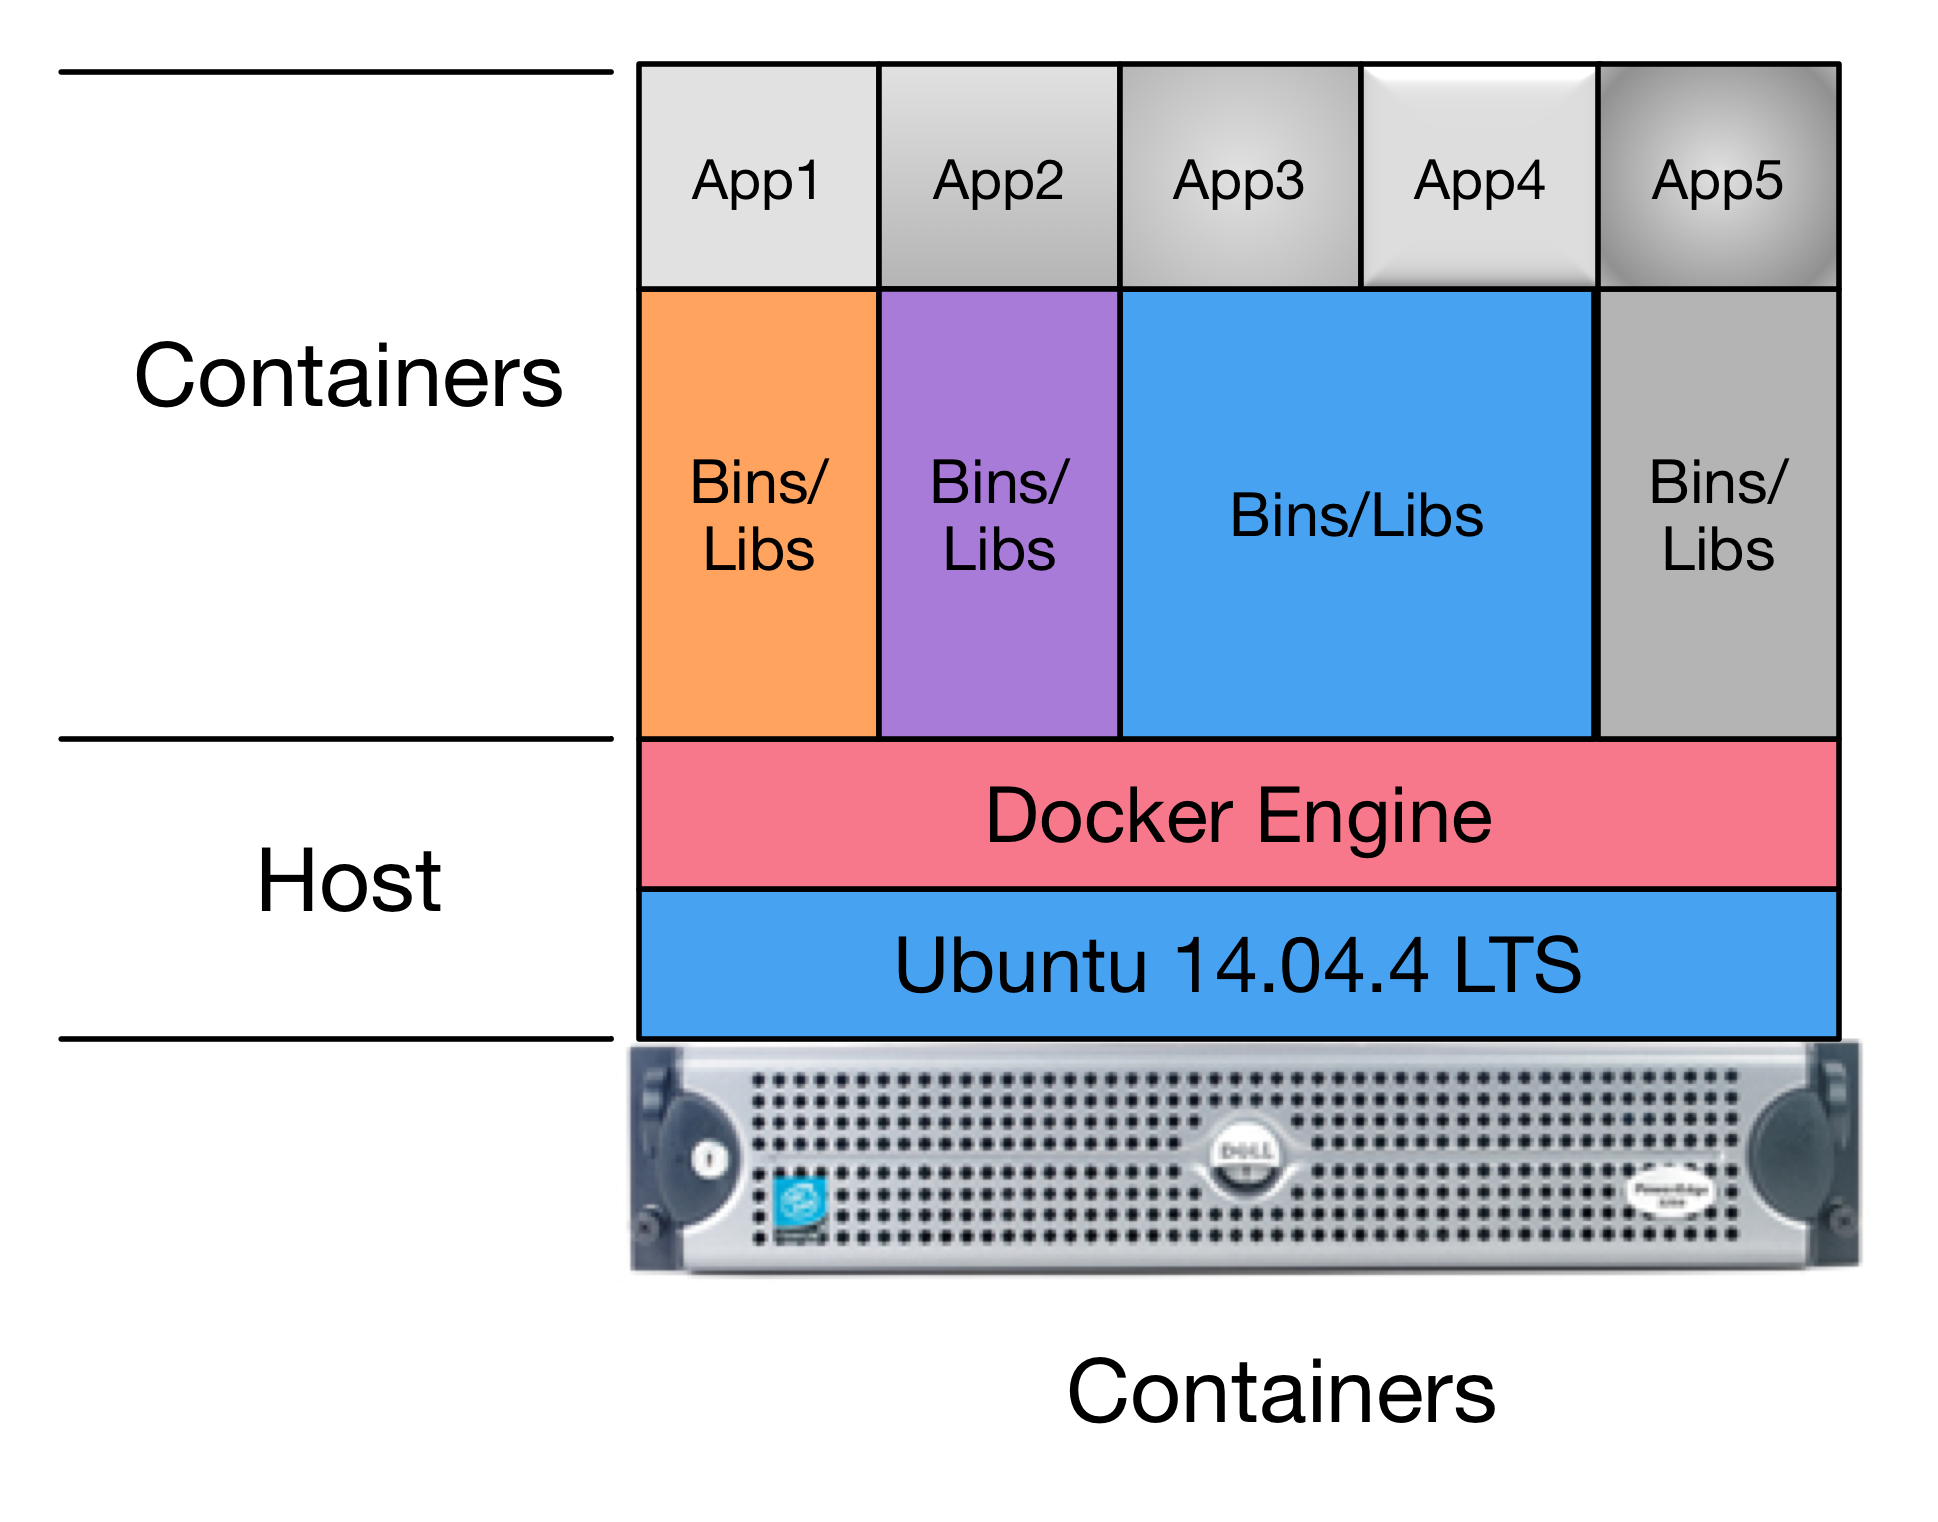 App1
App2
App3
App4
App5
Containers
Bins/
Libs
Bins/
Libs
Bins/Libs
Bins/
Libs
Docker Engine
Host
Ubuntu 14.04.4 LTS
DELL
PowerEdge
Containers